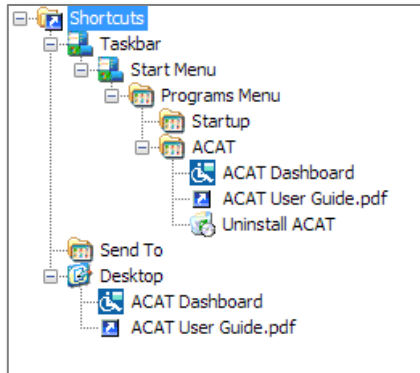 Shortcuts
Taskbar
Start Menu
Programs Menu
Startup
ACAT
ACAT Dashboard
ACAT User Guide.pdf
Uninstall ACAT
Send To
Desktop
ACAT Dashboard
ACAT User Guide.pdf